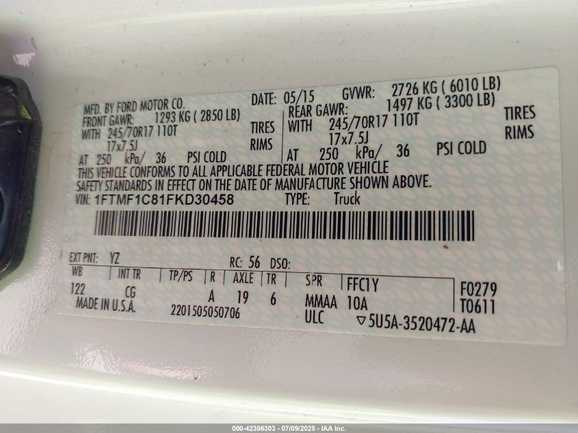 MFD. BY FORD MOTOR CO. DATE: 05/15 GVWR: 2726 KG ( 6010 LB)
FRONT GAWR: 1293 KG ( 2850 LB) REAR GAWR: 1497 KG ( 3300 LB)
WITH 245/70R17 110T TIRES WITH 245/70R17 110T TIRES
17x7.5J RIMS 17x7.5J RIMS
AT 250 kPa/ 36 PSI COLD AT 250 kPa/ 36 PSI COLD
THIS VEHICLE CONFORMS TO ALL APPLICABLE FEDERAL MOTOR VEHICLE
SAFETY STANDARDS IN EFFECT ON THE DATE OF MANUFACTURE SHOWN ABOVE.
VIN: 1FTMF1C81FKD30458 TYPE: Truck
EXT PNT: YZ RC: 56 DSO:
WB INT TR TP/PS R AXLE TR SPR FFC1Y F0279
122 CG A 19 6 MMAA 10A T0611
MADE IN U.S.A. 2201505050706 ULC ▽5U5A-3520472-AA
000-42396303 - 07/09/2025 - IAA Inc.